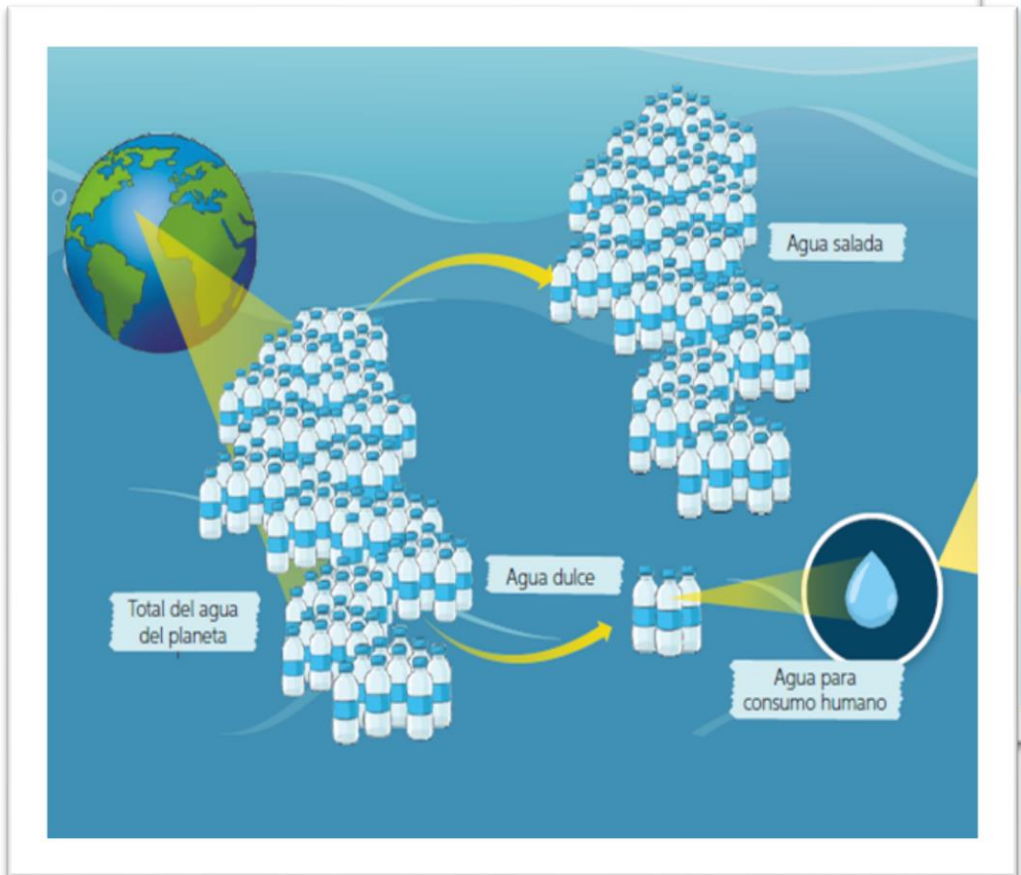 Agua salada
Agua dulce
Total del agua
del planeta
Agua para
consumo humano